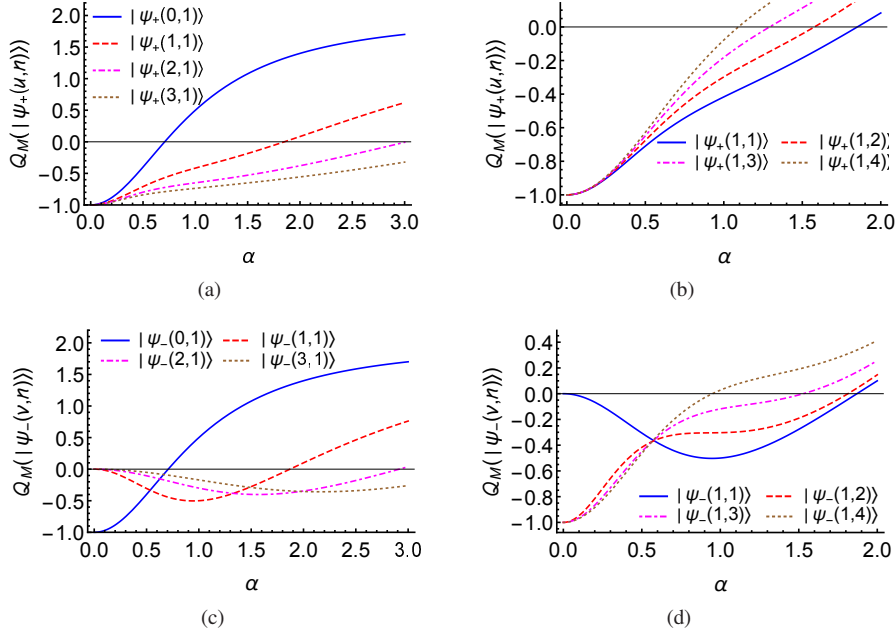 Q_M(|ψ₊(u,n)⟩)
2.0
1.5
1.0
0.5
0.0
−0.5
−1.0
|ψ₊(0,1)⟩
|ψ₊(1,1)⟩
|ψ₊(2,1)⟩
|ψ₊(3,1)⟩
0.0 0.5 1.0 1.5 2.0 2.5 3.0
α
(a)
Q_M(|ψ₊(u,n)⟩)
0.0
−0.2
−0.4
−0.6
−0.8
−1.0
|ψ₊(1,1)⟩ |ψ₊(1,2)⟩
|ψ₊(1,3)⟩ |ψ₊(1,4)⟩
0.0 0.5 1.0 1.5 2.0
α
(b)
Q_M(|ψ₋(v,n)⟩)
2.0
1.5
1.0
0.5
0.0
−0.5
−1.0
|ψ₋(0,1)⟩ |ψ₋(1,1)⟩
|ψ₋(2,1)⟩ |ψ₋(3,1)⟩
0.0 0.5 1.0 1.5 2.0 2.5 3.0
α
(c)
Q_M(|ψ₋(v,n)⟩)
0.4
0.2
0.0
−0.2
−0.4
−0.6
−0.8
−1.0
|ψ₋(1,1)⟩ |ψ₋(1,2)⟩
|ψ₋(1,3)⟩ |ψ₋(1,4)⟩
0.0 0.5 1.0 1.5 2.0
α
(d)